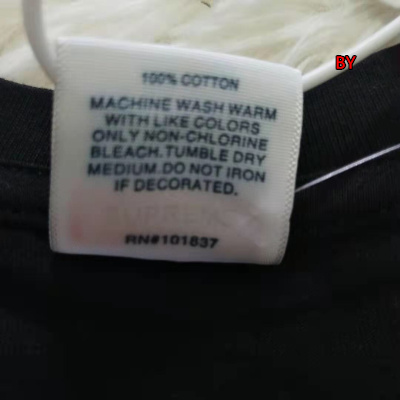 BY
100% COTTON
MACHINE WASH WARM
WITH LIKE COLORS
ONLY NON-CHLORINE
BLEACH.TUMBLE DRY
MEDIUM.DO NOT IRON
IF DECORATED.
RN#101837